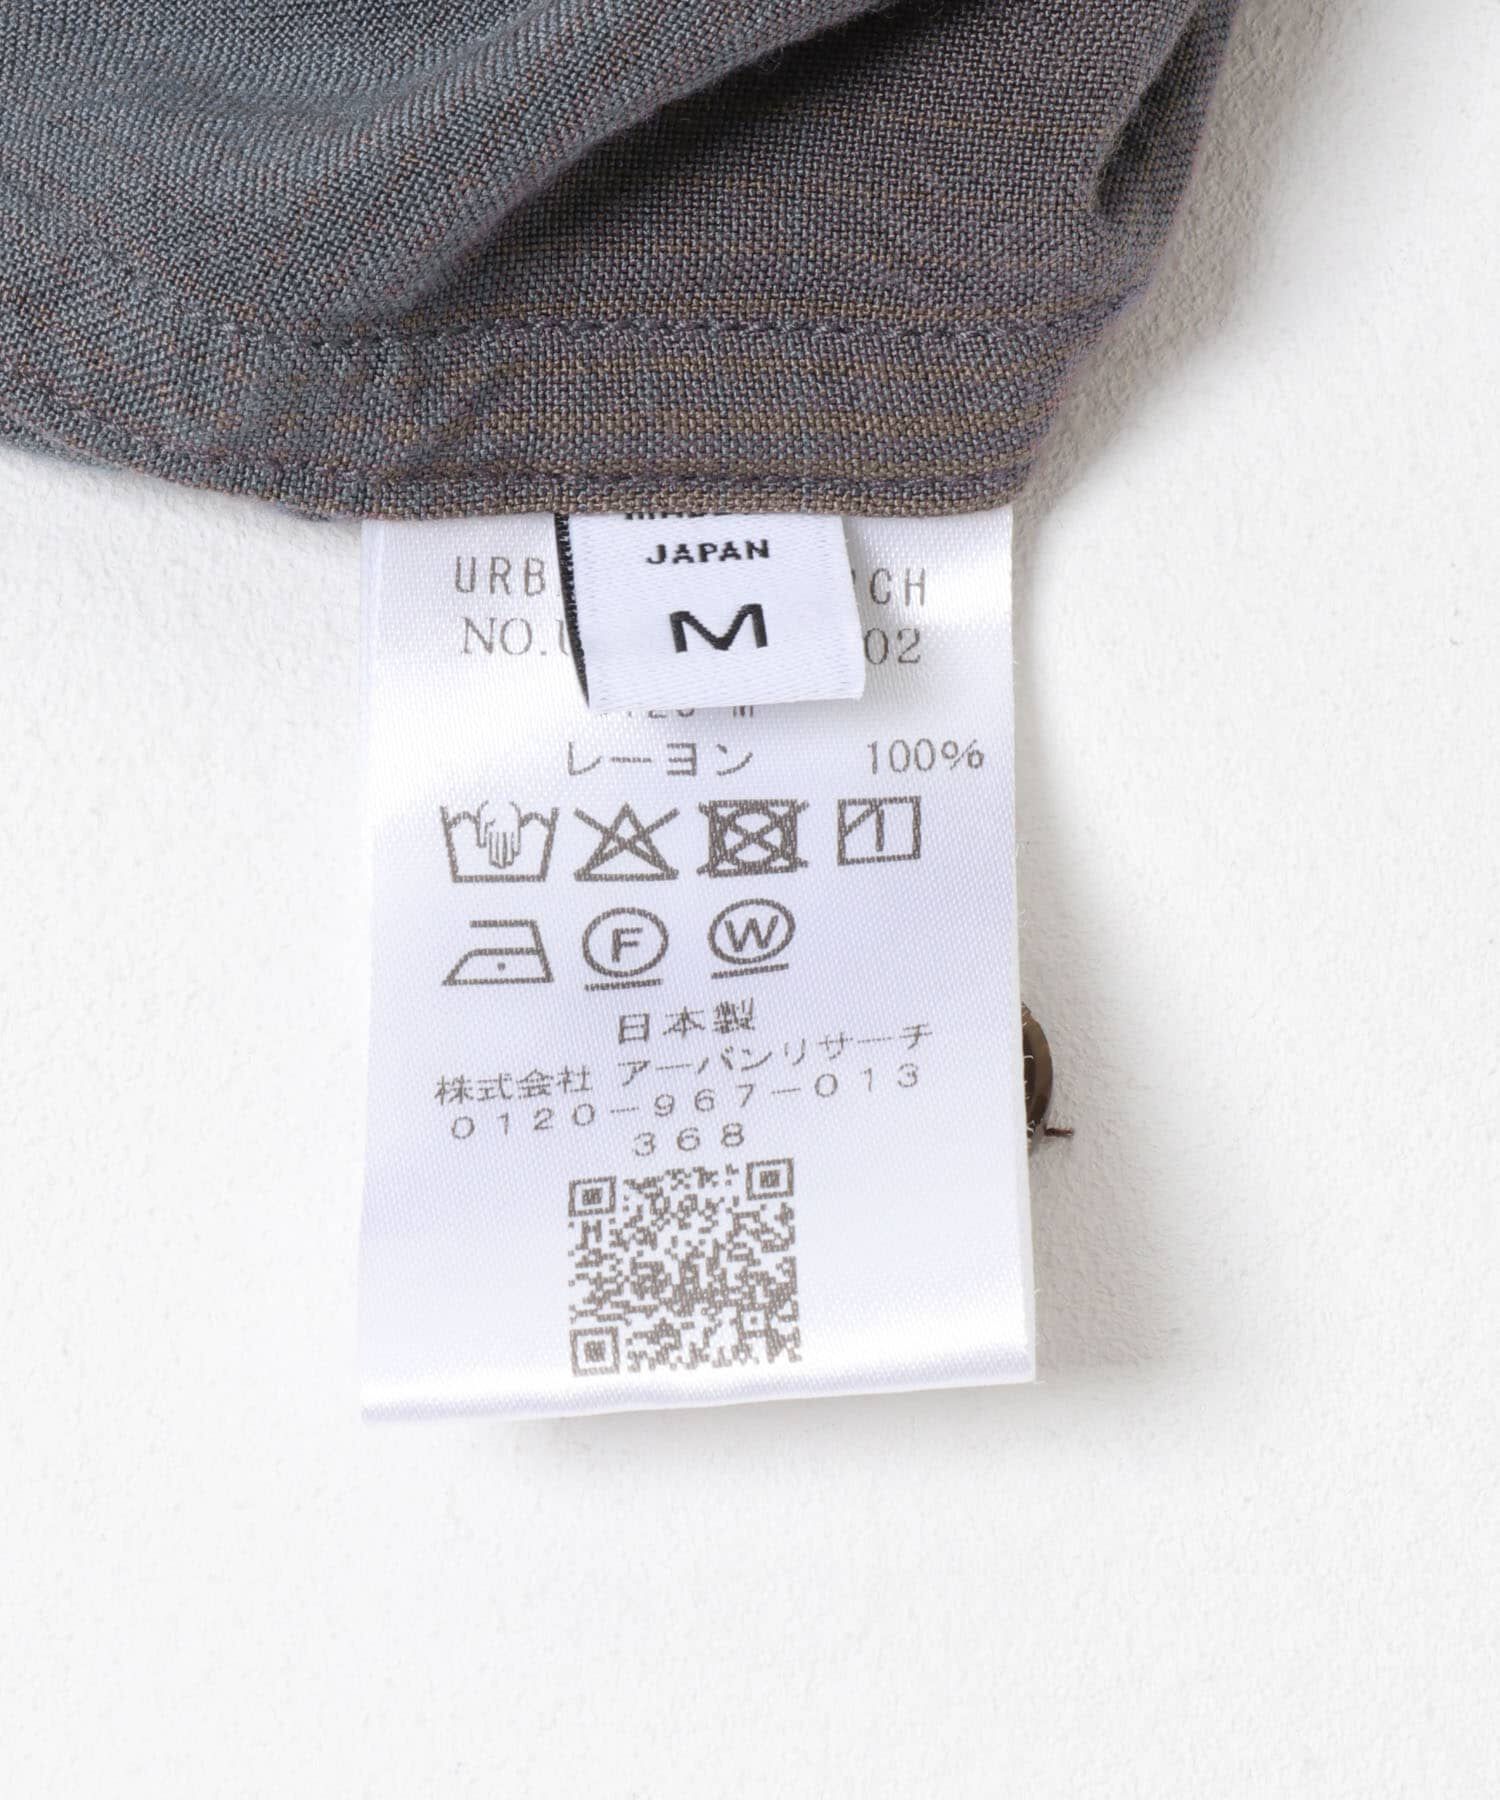 JAPAN
M
CH
NO.
02
M
レーヨン 100%
F W
日本製
株式会社 アーバンリサーチ
0120-967-013
368